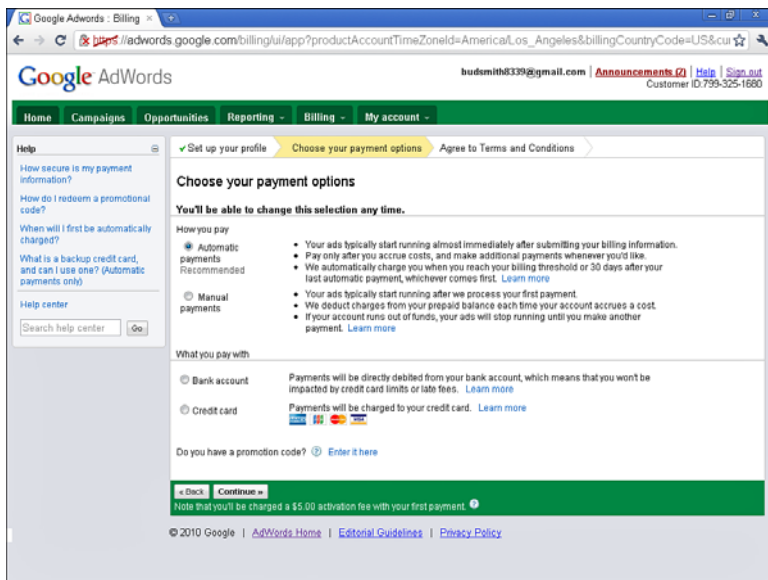 Google Adwords : Billing
https://adwords.google.com/billing/ui/app?productAccountTimeZoneId=America/Los_Angeles&billingCountryCode=US&cur
Google AdWords
budsmith8339@gmail.com | Announcements (2) | Help | Sign out
Customer ID:799-325-1680
Home Campaigns Opportunities Reporting Billing My account
Help
How secure is my payment
information?
How do I redeem a promotional
code?
When will I first be automatically
charged?
What is a backup credit card,
and can I use one? (Automatic
payments only)
Help center
Search help center Go
✓ Set up your profile Choose your payment options Agree to Terms and Conditions
Choose your payment options
You'll be able to change this selection any time.
How you pay
Automatic
payments
Recommended
• Your ads typically start running almost immediately after submitting your billing information.
• Pay only after you accrue costs, and make additional payments whenever you'd like.
• We automatically charge you when you reach your billing threshold or 30 days after your
last automatic payment, whichever comes first. Learn more
Manual
payments
• Your ads typically start running after we process your first payment.
• We deduct charges from your prepaid balance each time your account accrues a cost.
• If your account runs out of funds, your ads will stop running until you make another
payment. Learn more
What you pay with
Bank account
Payments will be directly debited from your bank account, which means that you won't be
impacted by credit card limits or late fees. Learn more
Credit card
Payments will be charged to your credit card. Learn more
VISA
Do you have a promotion code? ? Enter it here
« Back Continue »
Note that you'll be charged a $5.00 activation fee with your first payment. ?
© 2010 Google | AdWords Home | Editorial Guidelines | Privacy Policy